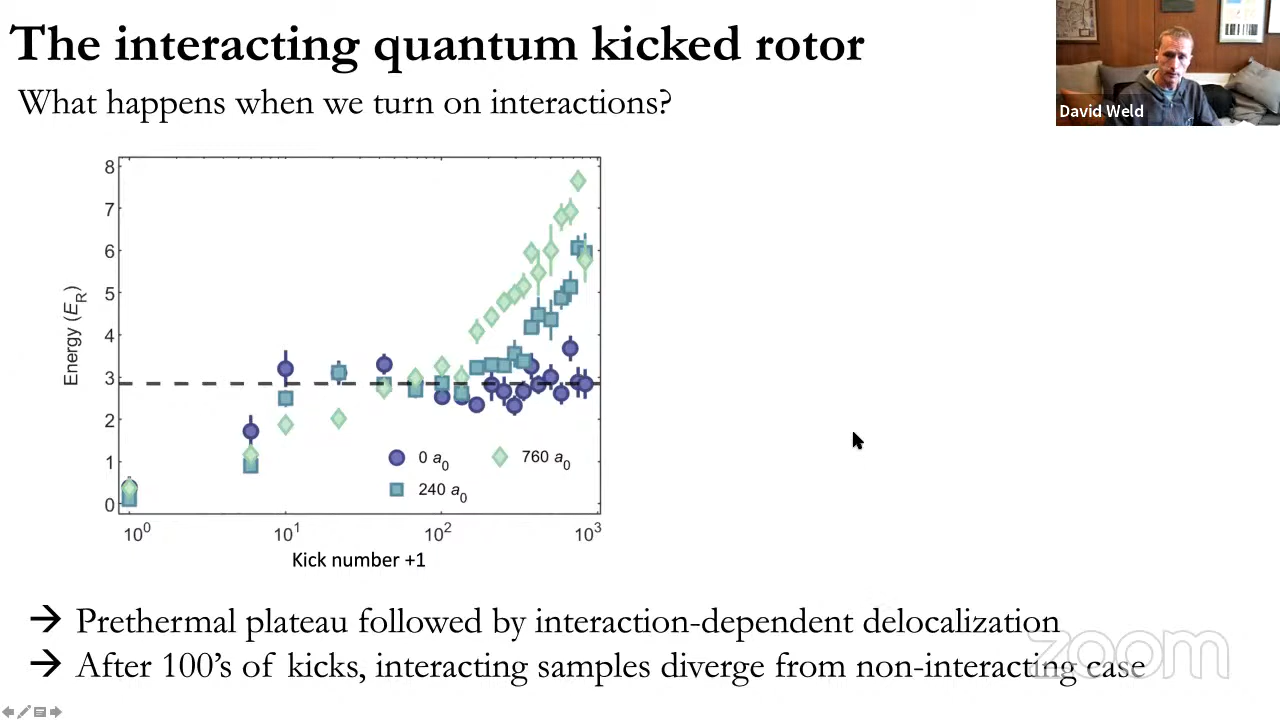 The interacting quantum kicked rotor
What happens when we turn on interactions?
David Weld
8
7
6
5
4
3
2
1
0
Energy (E_R)
0 a_0
760 a_0
240 a_0
10^0
10^1
10^2
10^3
Kick number +1
→ Prethermal plateau followed by interaction-dependent delocalization
→ After 100’s of kicks, interacting samples diverge from non-interacting case
zoom